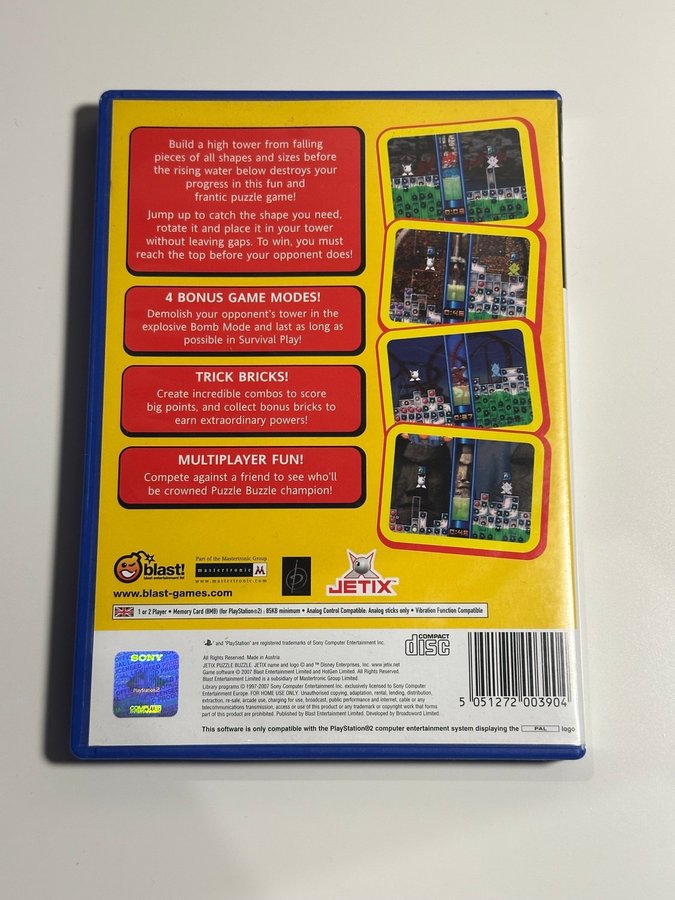 Build a high tower from falling
pieces of all shapes and sizes before
the rising water below destroys your
progress in this fun and
frantic puzzle game!
Jump up to catch the shape you need,
rotate it and place it in your tower
without leaving gaps. To win, you must
reach the top before your opponent does!
4 BONUS GAME MODES!
Demolish your opponent's tower in the
explosive Bomb Mode and last as long as
possible in Survival Play!
TRICK BRICKS!
Create incredible combos to score
big points, and collect bonus bricks to
earn extraordinary powers!
MULTIPLAYER FUN!
Compete against a friend to see who'll
be crowned Puzzle Buzzle champion!
0:45
0:27
blast!
blast entertainment ltd
www.blast-games.com
Part of the Mastertronic Group
mastertronic M
www.mastertronic.com
JETIX™
1 or 2 Player • Memory Card (8MB) (for PlayStation®2) : 85KB minimum • Analog Control Compatible: Analog sticks only • Vibration Function Compatible
SONY
PlayStation 2
COMPUTER
and "PlayStation" are registered trademarks of Sony Computer Entertainment Inc.
COMPACT
disc
All Rights Reserved. Made in Austria
JETIX PUZZLE BUZZLE. JETIX name and logo © and ™ Disney Enterprises, Inc. www.jetix.net
Game software © 2007 Blast Entertainment Limited and HotGen Limited. All Rights Reserved.
Blast Entertainment Limited is a subsidiary of Mastertronic Group Limited.
Library programs © 1997-2007 Sony Computer Entertainment Inc. exclusively licensed to Sony Computer
Entertainment Europe. FOR HOME USE ONLY. Unauthorised copying, adaptation, rental, lending, distribution,
extraction, re-sale, arcade use, charging for use, broadcast, public performance and internet, cable or any
telecommunications transmission, access or use of this product or any trademark or copyright work that forms
part of this product are prohibited. Published by Blast Entertainment Limited. Developed by Broadsword Limited.
5 051272 003904
This software is only compatible with the PlayStation®2 computer entertainment system displaying the PAL logo